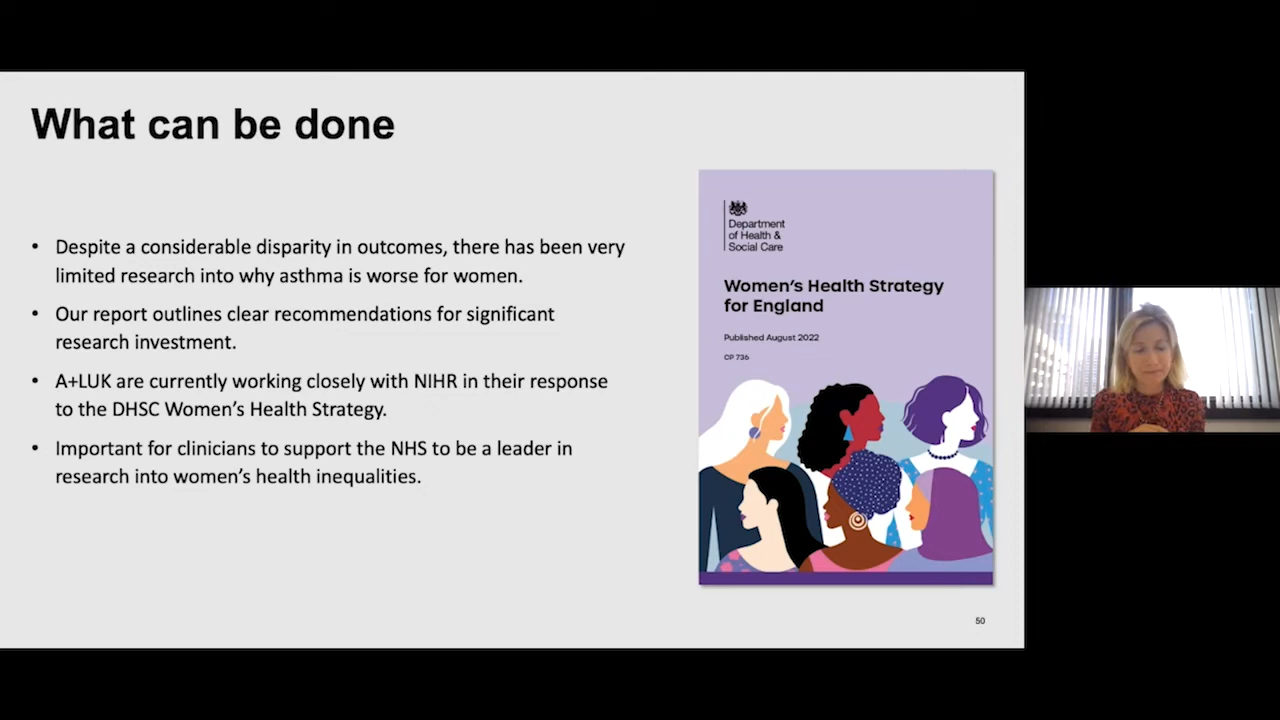 What can be done
• Despite a considerable disparity in outcomes, there has been very
limited research into why asthma is worse for women.
• Our report outlines clear recommendations for significant
research investment.
• A+LUK are currently working closely with NIHR in their response
to the DHSC Women’s Health Strategy.
• Important for clinicians to support the NHS to be a leader in
research into women’s health inequalities.
Department
of Health &
Social Care
Women’s Health Strategy
for England
Published August 2022
CP 736
50